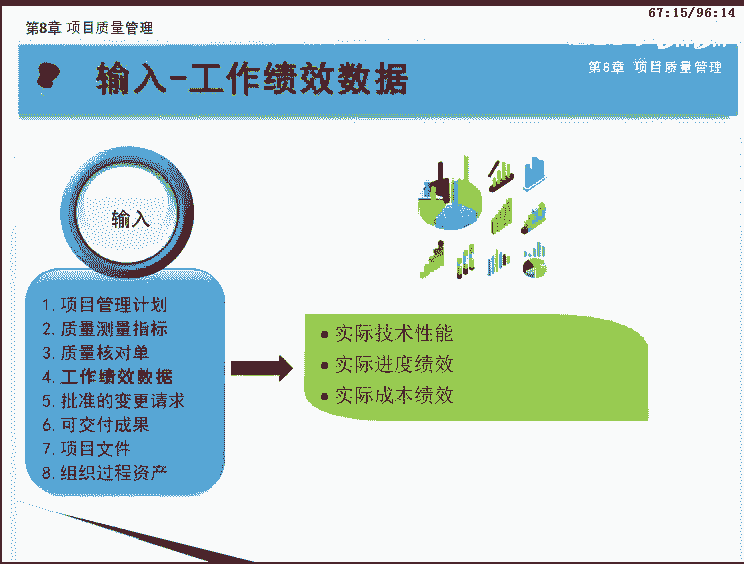 67:15/96:14
第8章 项目质量管理
第8章 项目质量管理
输入-工作绩效数据
输入
1. 项目管理计划
2. 质量测量指标
3. 质量核对单
4. 工作绩效数据
5. 批准的变更请求
6. 可交付成果
7. 项目文件
8. 组织过程资产
● 实际技术性能
● 实际进度绩效
● 实际成本绩效